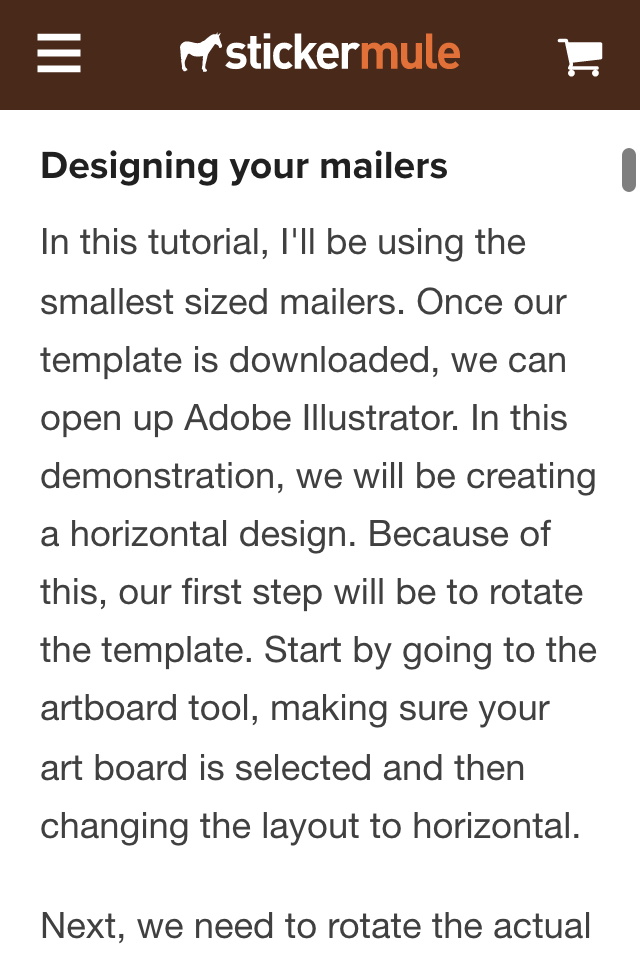 stickermule
Designing your mailers
In this tutorial, I'll be using the
smallest sized mailers. Once our
template is downloaded, we can
open up Adobe Illustrator. In this
demonstration, we will be creating
a horizontal design. Because of
this, our first step will be to rotate
the template. Start by going to the
artboard tool, making sure your
art board is selected and then
changing the layout to horizontal.
Next, we need to rotate the actual